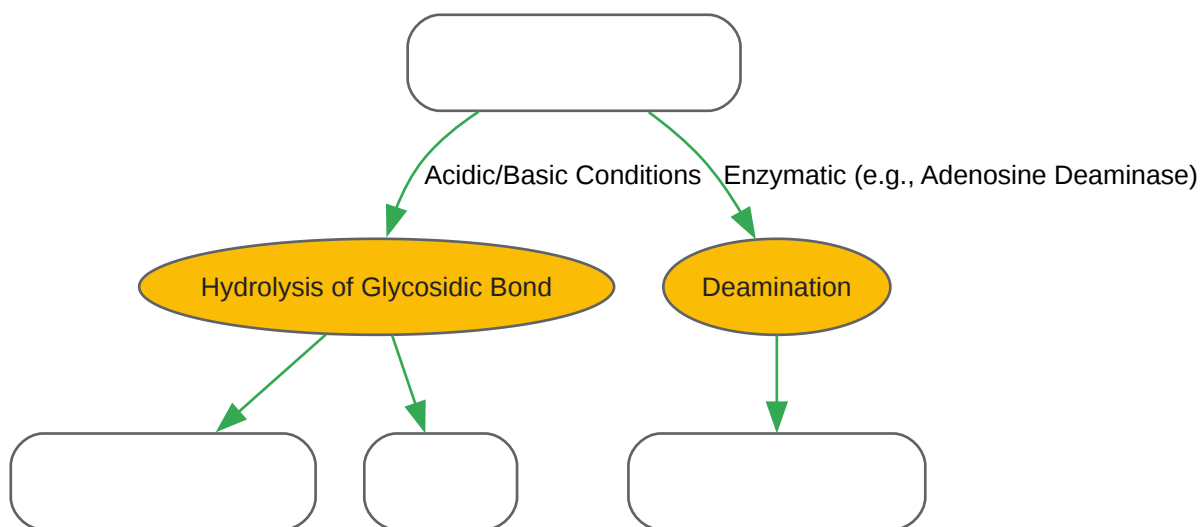 Acidic/Basic Conditions
Enzymatic (e.g., Adenosine Deaminase)
Hydrolysis of Glycosidic Bond
Deamination